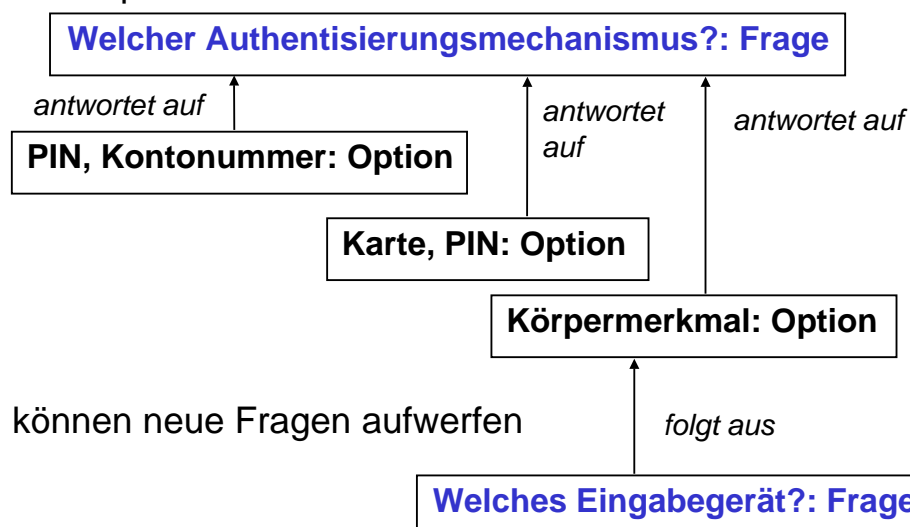 Welcher Authentisierungsmechanismus?: Frage
antwortet auf
antwortet
auf
antwortet auf
PIN, Kontonummer: Option
Karte, PIN: Option
Körpermerkmal: Option
können neue Fragen aufwerfen
folgt aus
Welches Eingabegerät?: Frage